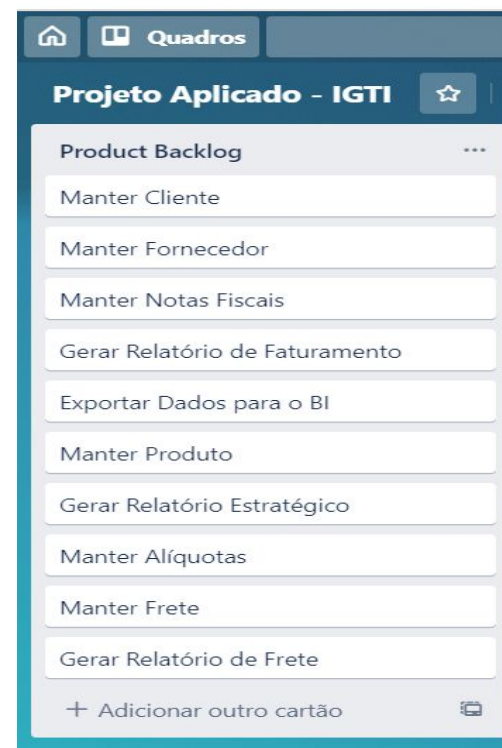 Quadros
Projeto Aplicado - IGTI
Product Backlog
Manter Cliente
Manter Fornecedor
Manter Notas Fiscais
Gerar Relatório de Faturamento
Exportar Dados para o BI
Manter Produto
Gerar Relatório Estratégico
Manter Alíquotas
Manter Frete
Gerar Relatório de Frete
+ Adicionar outro cartão